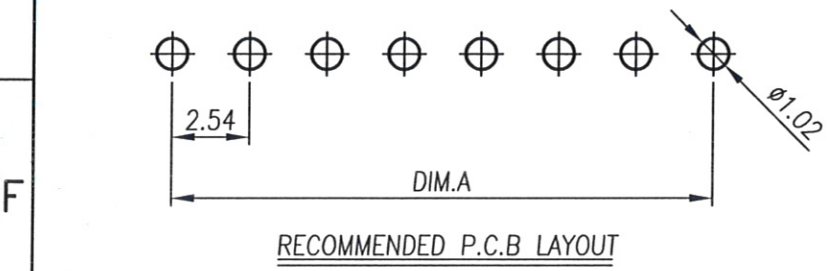 ø1.02
2.54
DIM.A
F
RECOMMENDED P.C.B LAYOUT